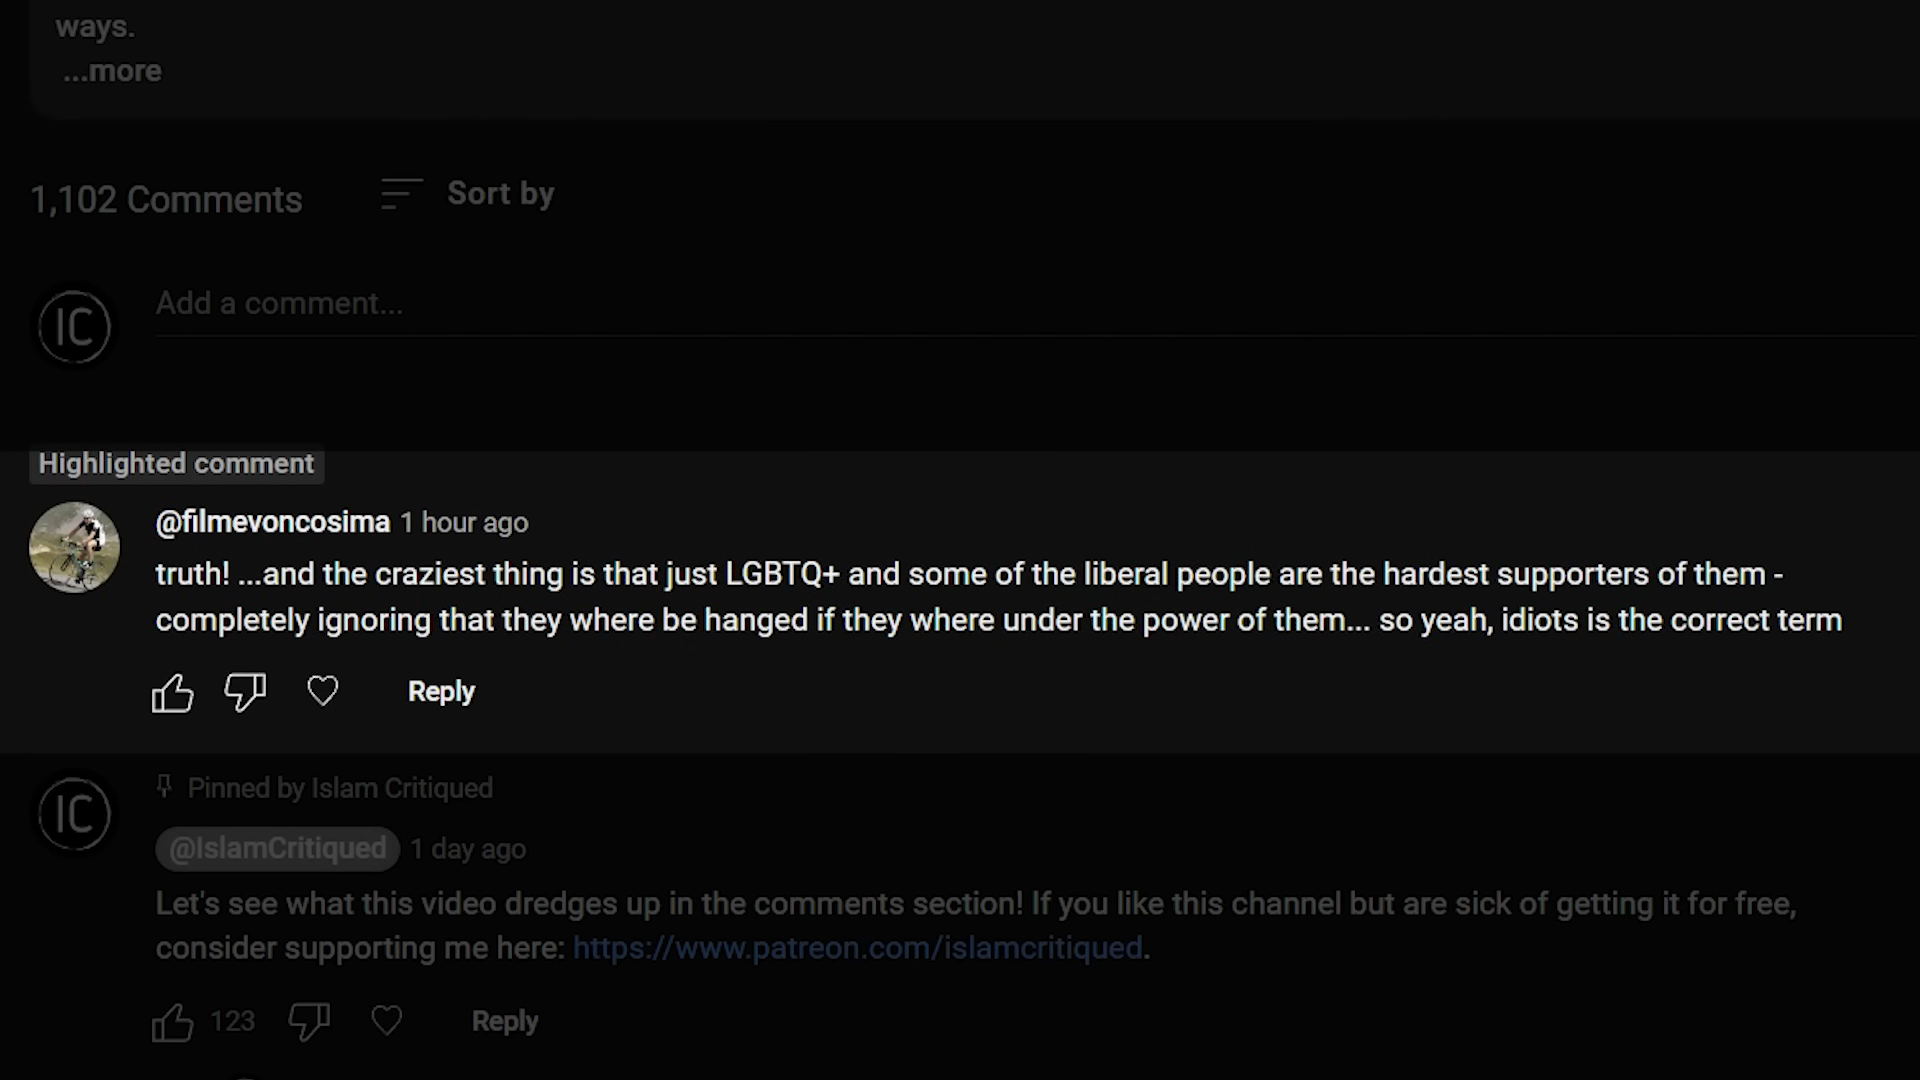 ways.
...more
1,102 Comments
Sort by
IC
Add a comment...
Highlighted comment
@filmevoncosima 1 hour ago
truth! ...and the craziest thing is that just LGBTQ+ and some of the liberal people are the hardest supporters of them -
completely ignoring that they where be hanged if they where under the power of them... so yeah, idiots is the correct term
Reply
IC
Pinned by Islam Critiqued
@IslamCritiqued 1 day ago
Let's see what this video dredges up in the comments section! If you like this channel but are sick of getting it for free,
consider supporting me here: https://www.patreon.com/islamcritiqued.
123
Reply